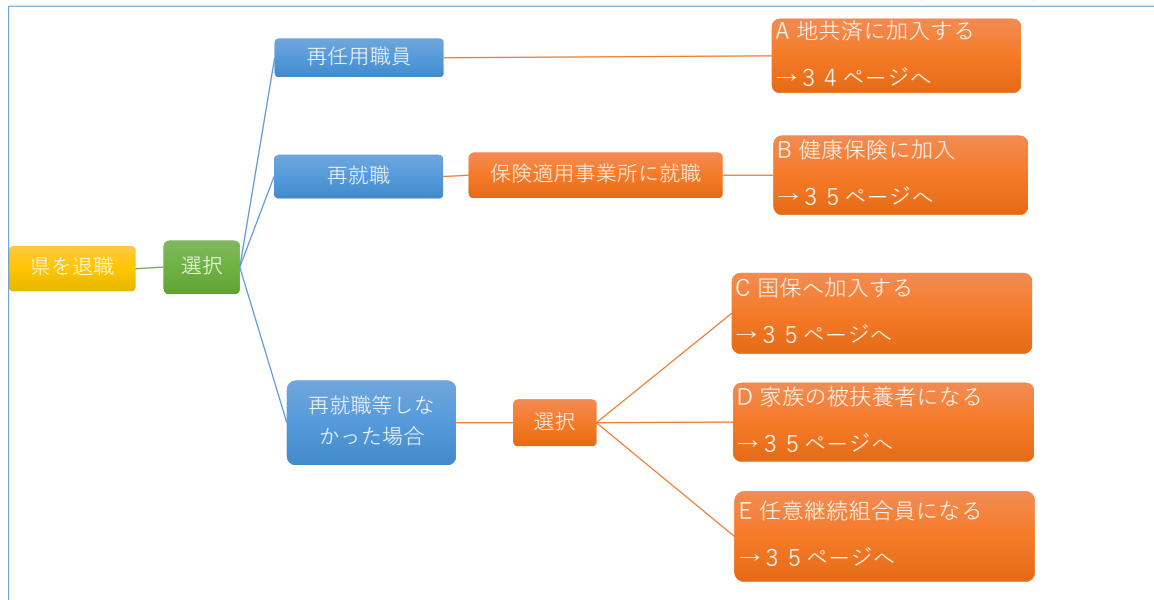 県を退職
選択
再任用職員
A 地共済に加入する
→３４ページへ
再就職
保険適用事業所に就職
B 健康保険に加入
→３５ページへ
再就職等しな
かった場合
選択
C 国保へ加入する
→３５ページへ
D 家族の被扶養者になる
→３５ページへ
E 任意継続組合員になる
→３５ページへ